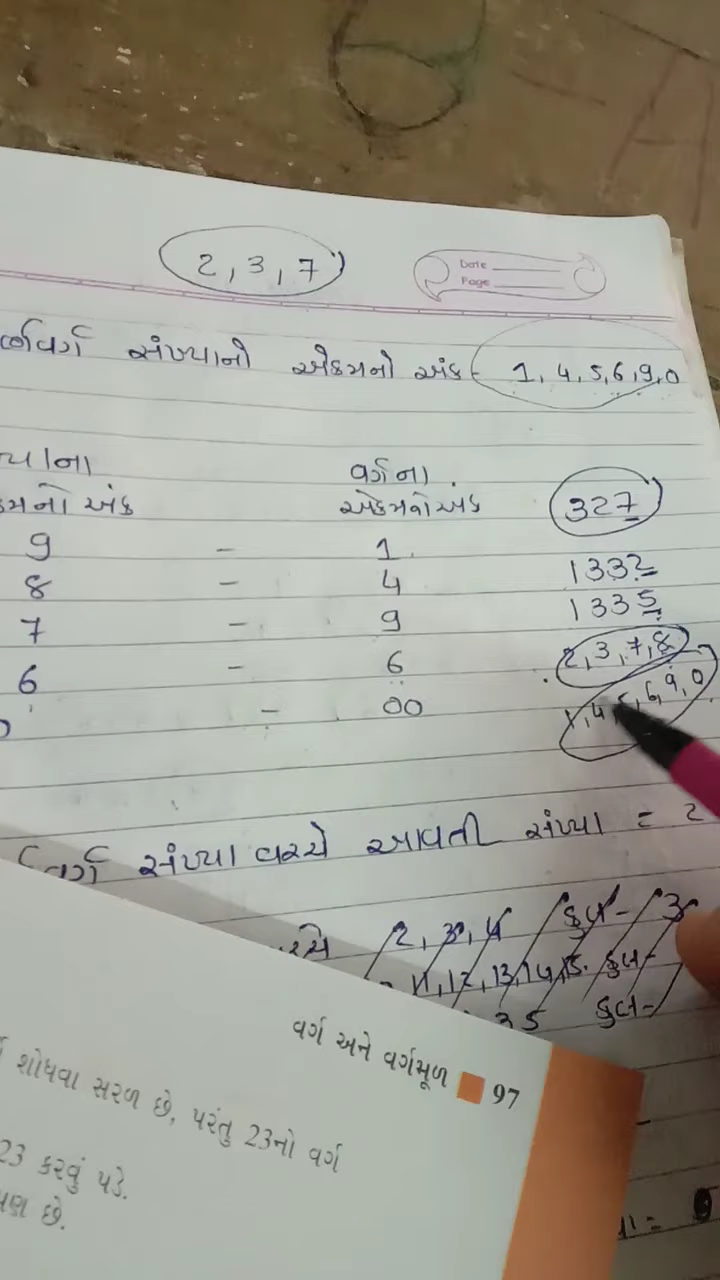 2, 3, 7
Date
Page
સંખ્યાનો એકમનો અંક - 1, 4, 5, 6, 9, 0
વર્ગના
અંક એકમનો અંક 327
9 - 1
8 - 4 1332
7 - 9 1335
6 - 6 2, 3, 7, 8
- 00 1, 4, 5, 6, 9, 0
સંખ્યા વચ્ચે આવતી સંખ્યા = 2
2, 3, 4 કુલ -
11, 12, 13, 14, 15. કુલ -
35 કુલ -
વર્ગ અને વર્ગમૂળ 97
શોધવા સરળ છે, પરંતુ 23નો વર્ગ
23 કરવું પડે.
પણ છે.